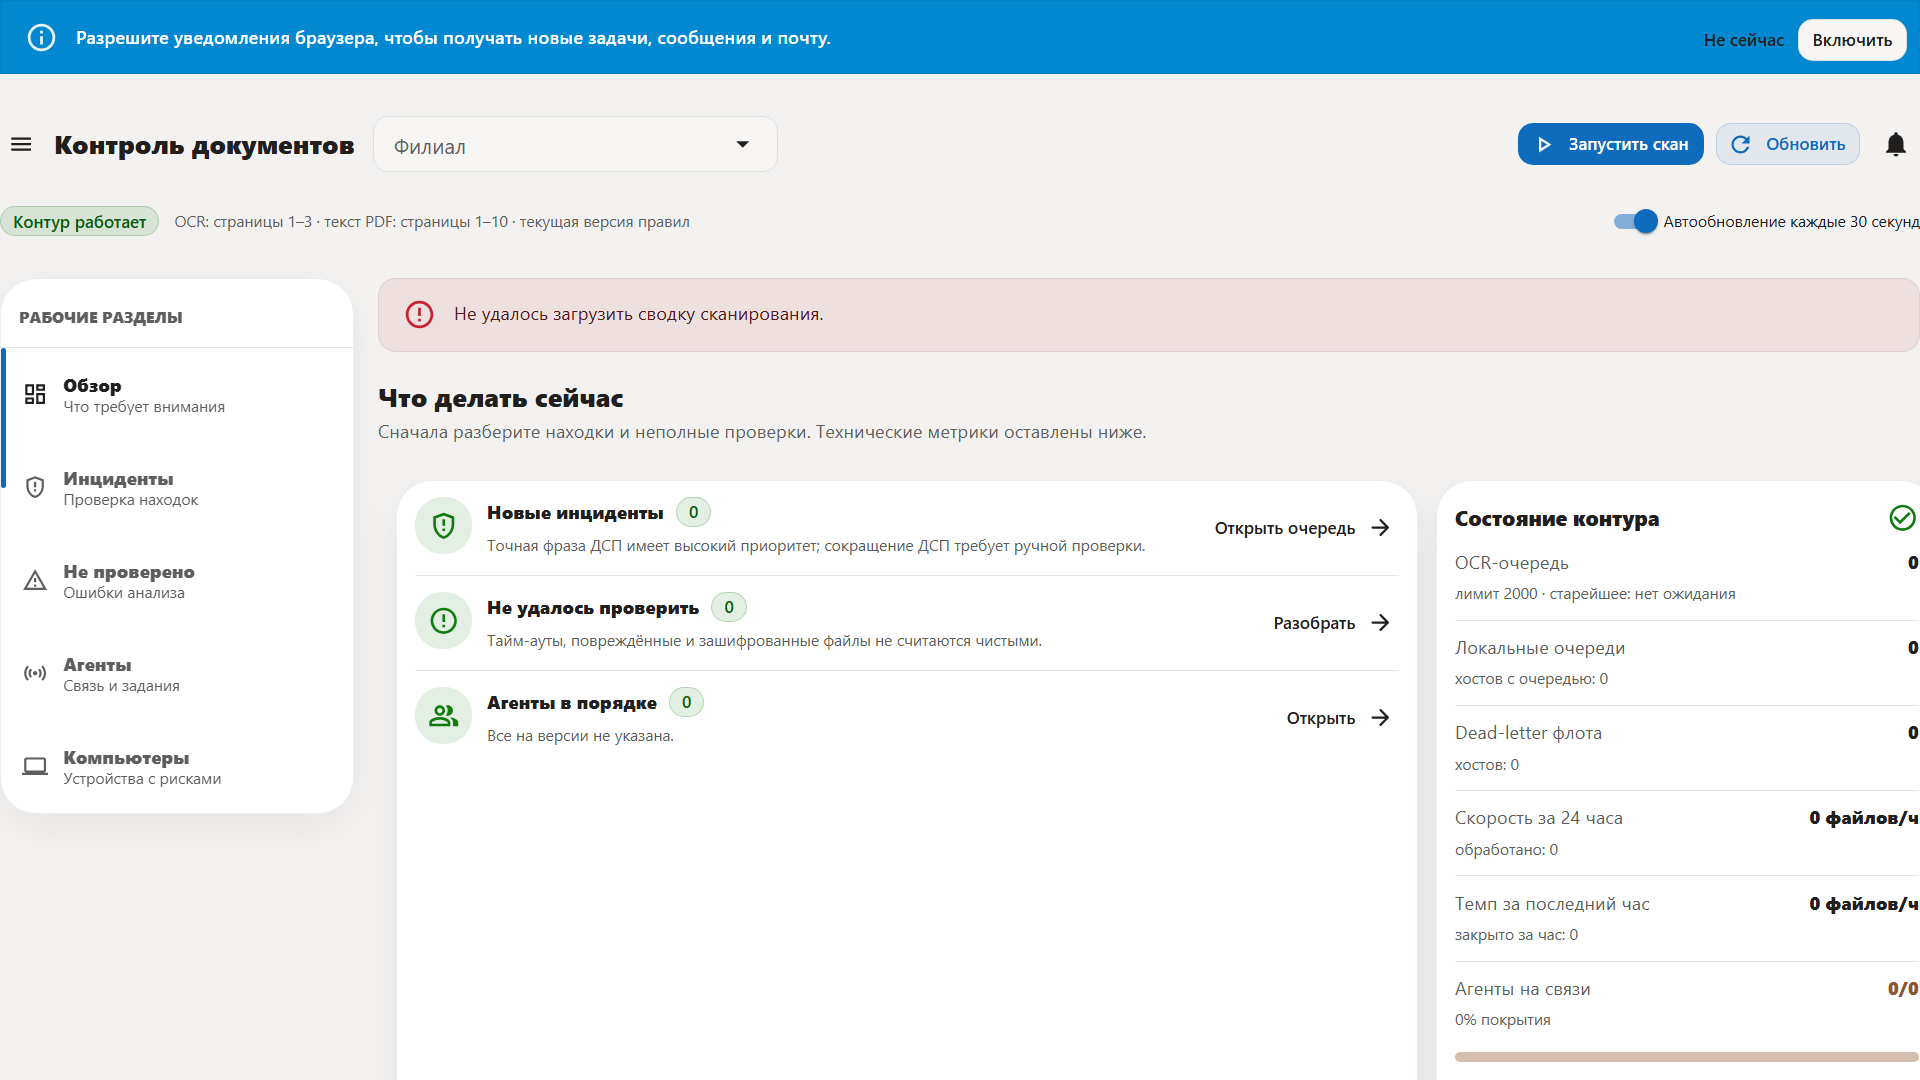 Разрешите уведомления браузера, чтобы получать новые задачи, сообщения и почту.
Не сейчас
Включить
Контроль документов
Филиал
Запустить скан
Обновить
Контур работает
OCR: страницы 1–3 · текст PDF: страницы 1–10 · текущая версия правил
Автообновление каждые 30 секунд
РАБОЧИЕ РАЗДЕЛЫ
Обзор
Что требует внимания
Инциденты
Проверка находок
Не проверено
Ошибки анализа
Агенты
Связь и задания
Компьютеры
Устройства с рисками
Не удалось загрузить сводку сканирования.
Что делать сейчас
Сначала разберите находки и неполные проверки. Технические метрики оставлены ниже.
Новые инциденты 0
Точная фраза ДСП имеет высокий приоритет; сокращение ДСП требует ручной проверки.
Открыть очередь
Не удалось проверить 0
Тайм-ауты, повреждённые и зашифрованные файлы не считаются чистыми.
Разобрать
Агенты в порядке 0
Все на версии не указана.
Открыть
Состояние контура
OCR-очередь 0
лимит 2000 · старейшее: нет ожидания
Локальные очереди 0
хостов с очередью: 0
Dead-letter флота 0
хостов: 0
Скорость за 24 часа 0 файлов/ч
обработано: 0
Темп за последний час 0 файлов/ч
закрыто за час: 0
Агенты на связи 0/0
0% покрытия